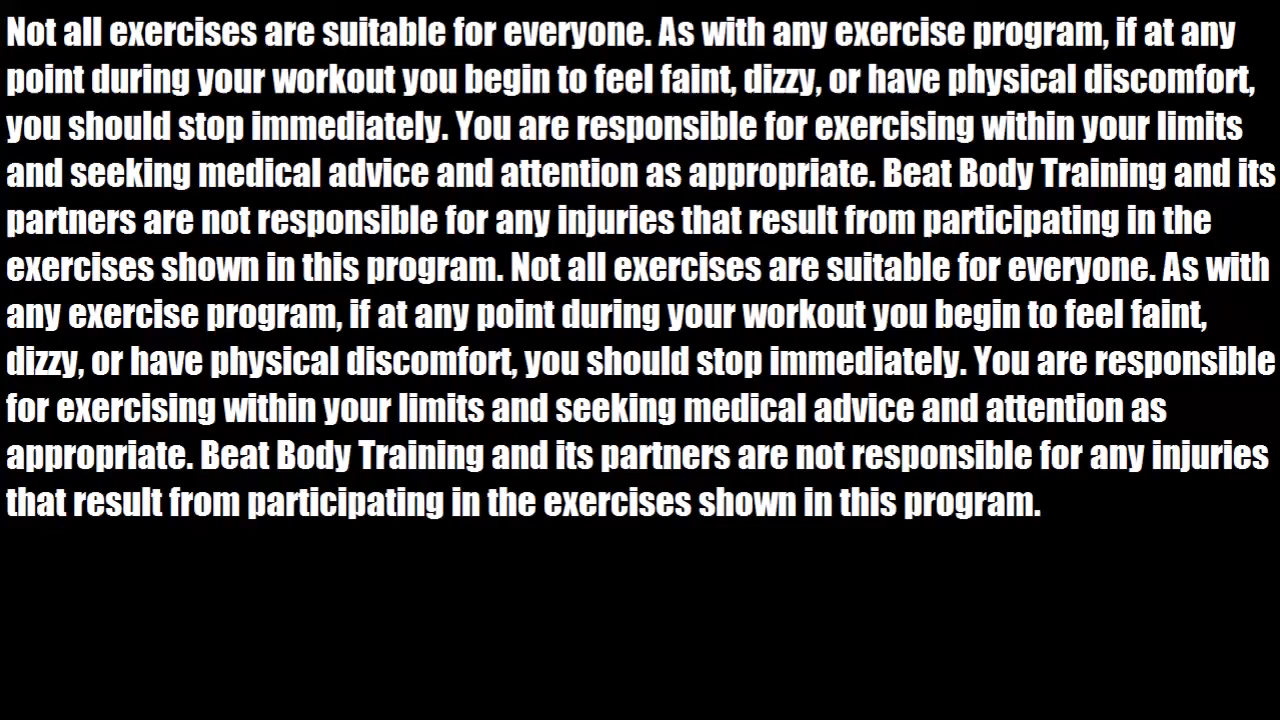 Not all exercises are suitable for everyone. As with any exercise program, if at any
point during your workout you begin to feel faint, dizzy, or have physical discomfort,
you should stop immediately. You are responsible for exercising within your limits
and seeking medical advice and attention as appropriate. Beat Body Training and its
partners are not responsible for any injuries that result from participating in the
exercises shown in this program. Not all exercises are suitable for everyone. As with
any exercise program, if at any point during your workout you begin to feel faint,
dizzy, or have physical discomfort, you should stop immediately. You are responsible
for exercising within your limits and seeking medical advice and attention as
appropriate. Beat Body Training and its partners are not responsible for any injuries
that result from participating in the exercises shown in this program.